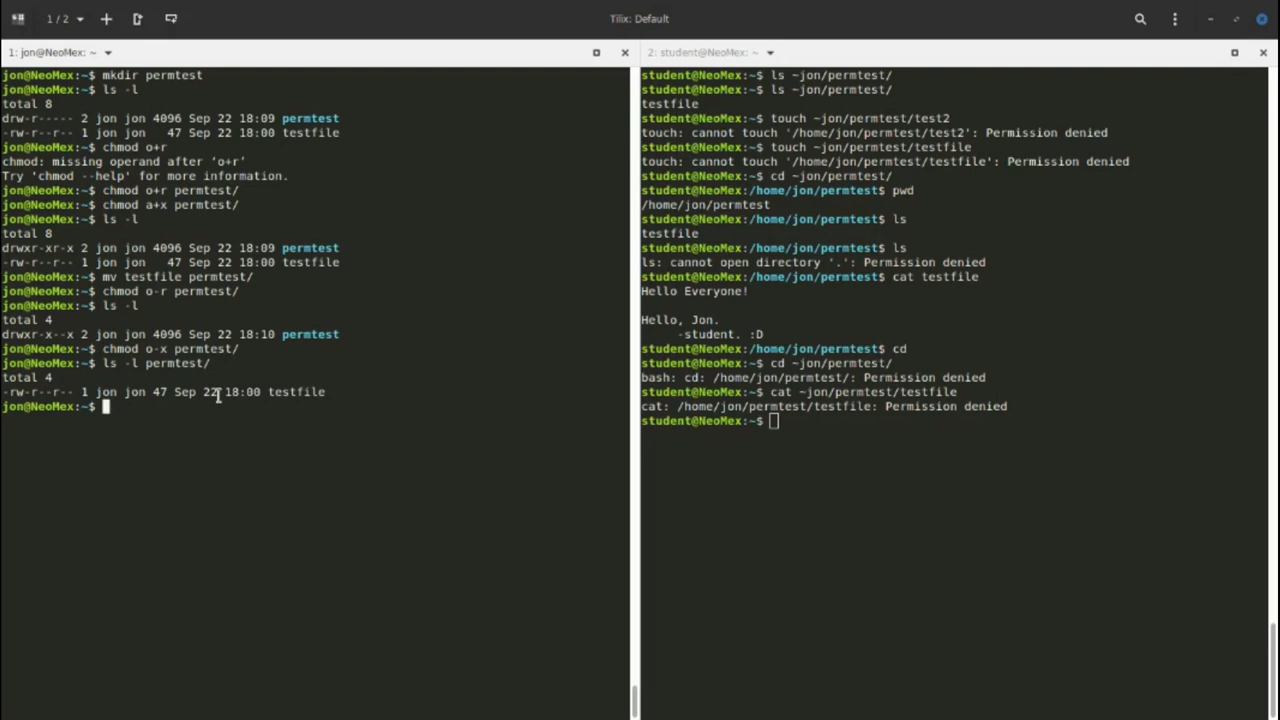 1 / 2
Tilix: Default
1: jon@NeoMex: ~
jon@NeoMex:~$ mkdir permtest
jon@NeoMex:~$ ls -l
total 8
drw-r----- 2 jon jon 4096 Sep 22 18:09 permtest
-rw-r--r-- 1 jon jon   47 Sep 22 18:00 testfile
jon@NeoMex:~$ chmod o+r
chmod: missing operand after ‘o+r’
Try 'chmod --help' for more information.
jon@NeoMex:~$ chmod o+r permtest/
jon@NeoMex:~$ chmod a+x permtest/
jon@NeoMex:~$ ls -l
total 8
drwxr-xr-x 2 jon jon 4096 Sep 22 18:09 permtest
-rw-r--r-- 1 jon jon   47 Sep 22 18:00 testfile
jon@NeoMex:~$ mv testfile permtest/
jon@NeoMex:~$ chmod o-r permtest/
jon@NeoMex:~$ ls -l
total 4
drwxr-x--x 2 jon jon 4096 Sep 22 18:10 permtest
jon@NeoMex:~$ chmod o-x permtest/
jon@NeoMex:~$ ls -l permtest/
total 4
-rw-r--r-- 1 jon jon 47 Sep 22 18:00 testfile
jon@NeoMex:~$
2: student@NeoMex: ~
student@NeoMex:~$ ls ~jon/permtest/
student@NeoMex:~$ ls ~jon/permtest/
testfile
student@NeoMex:~$ touch ~jon/permtest/test2
touch: cannot touch '/home/jon/permtest/test2': Permission denied
student@NeoMex:~$ touch ~jon/permtest/testfile
touch: cannot touch '/home/jon/permtest/testfile': Permission denied
student@NeoMex:~$ cd ~jon/permtest/
student@NeoMex:/home/jon/permtest$ pwd
/home/jon/permtest
student@NeoMex:/home/jon/permtest$ ls
testfile
student@NeoMex:/home/jon/permtest$ ls
ls: cannot open directory '.': Permission denied
student@NeoMex:/home/jon/permtest$ cat testfile
Hello Everyone!
Hello, Jon.
-student. :D
student@NeoMex:/home/jon/permtest$ cd
student@NeoMex:~$ cd ~jon/permtest/
bash: cd: /home/jon/permtest/: Permission denied
student@NeoMex:~$ cat ~jon/permtest/testfile
cat: /home/jon/permtest/testfile: Permission denied
student@NeoMex:~$